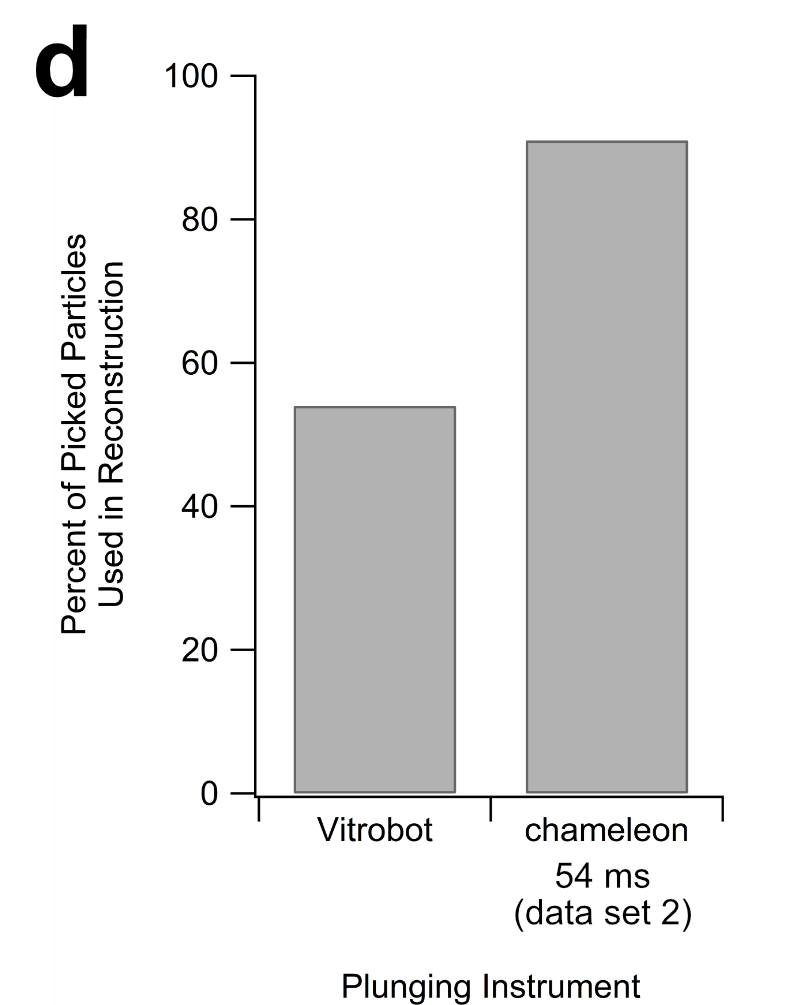 d
100
80
60
40
20
0
Percent of Picked Particles
Used in Reconstruction
Vitrobot
chameleon
54 ms
(data set 2)
Plunging Instrument